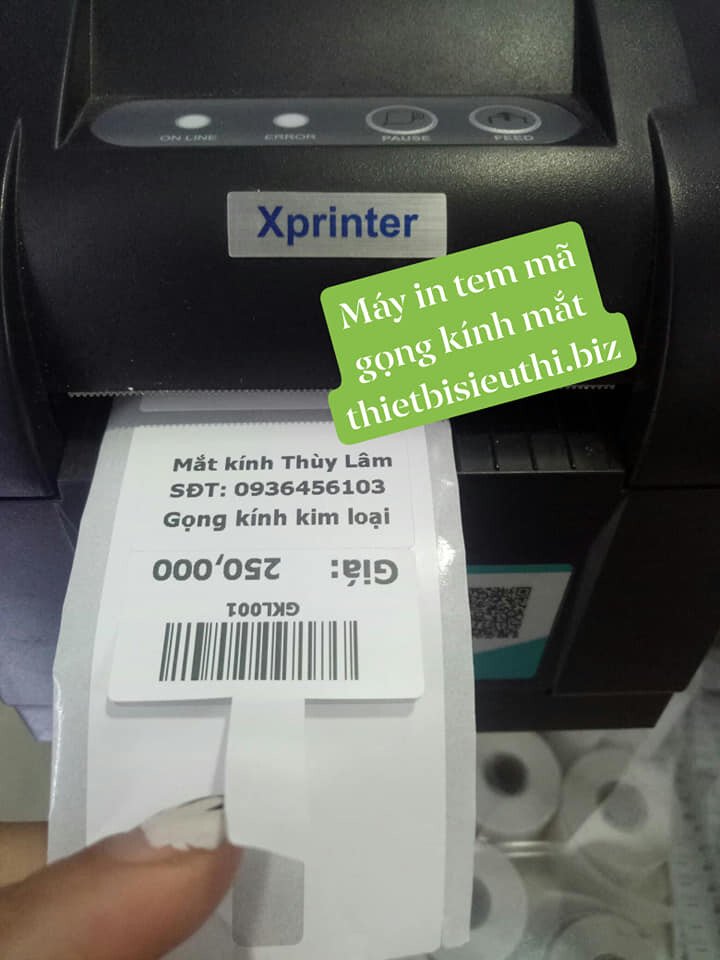 ON LINE
ERROR
PAUSE
FEED
Xprinter
Máy in tem mã
gọng kính mắt
thietbisieuthi.biz
Mắt kính Thùy Lâm
SĐT: 0936456103
Gọng kính kim loại
Giá: 250,000
GKL001